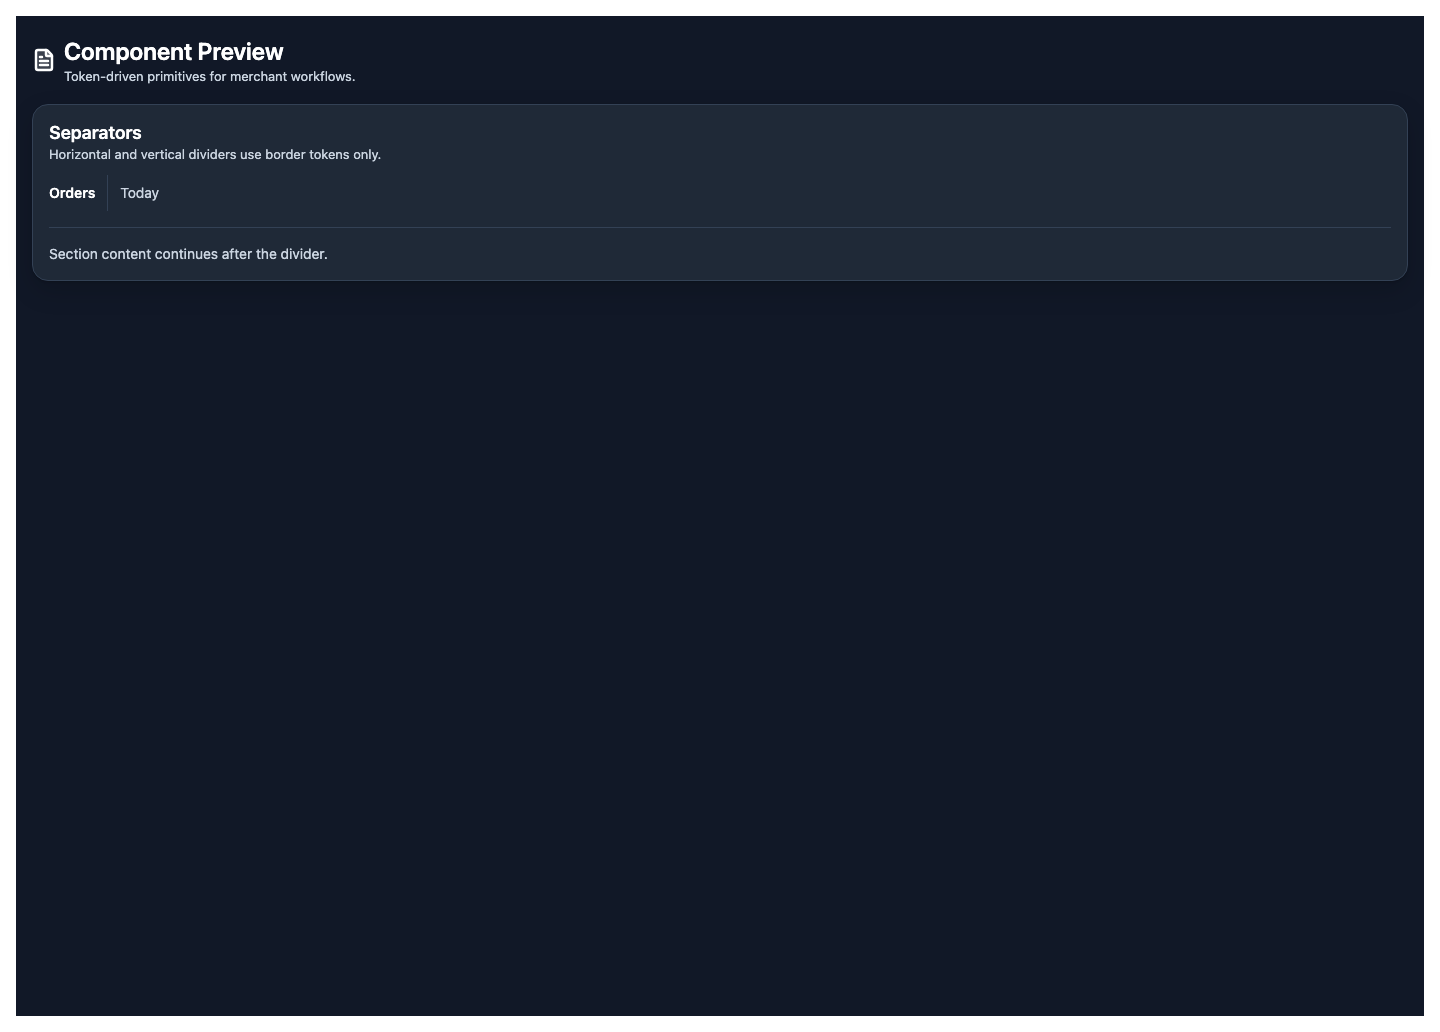 Component Preview
Token-driven primitives for merchant workflows.
Separators
Horizontal and vertical dividers use border tokens only.
Orders Today
Section content continues after the divider.